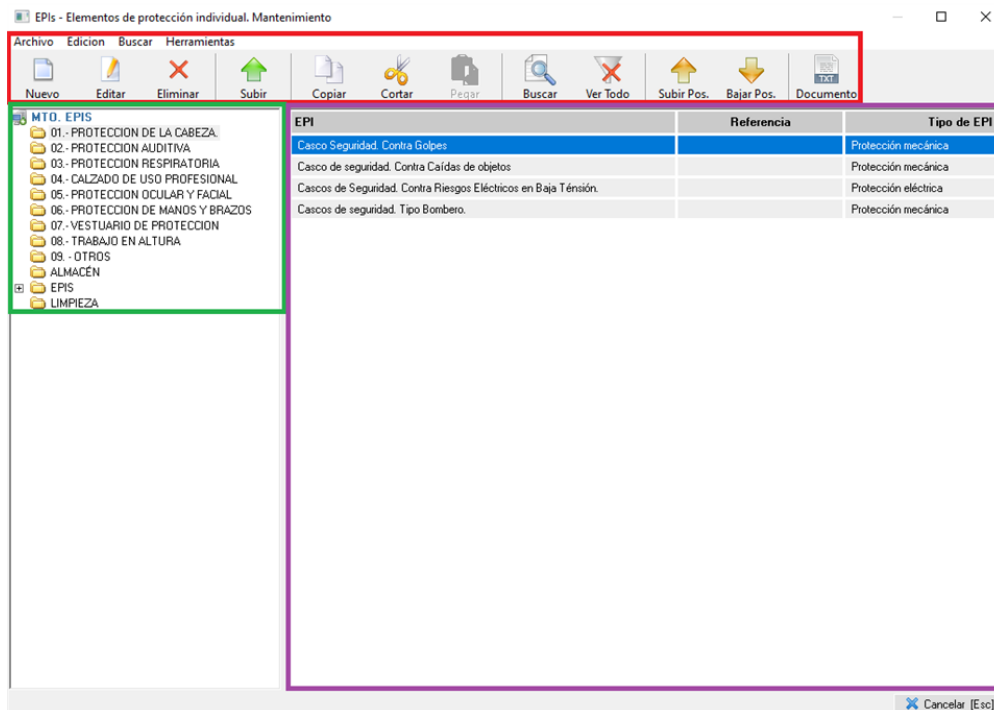 EPIs - Elementos de protección individual. Mantenimiento
Archivo Edicion Buscar Herramientas
Nuevo Editar Eliminar Subir Copiar Cortar Pegar Buscar Ver Todo Subir Pos. Bajar Pos. TXT Documento
MTO. EPIS
01.- PROTECCION DE LA CABEZA.
02.- PROTECCION AUDITIVA
03.- PROTECCION RESPIRATORIA
04.- CALZADO DE USO PROFESIONAL
05.- PROTECCION OCULAR Y FACIAL
06.- PROTECCION DE MANOS Y BRAZOS
07.- VESTUARIO DE PROTECCION
08.- TRABAJO EN ALTURA
09. - OTROS
ALMACÉN
EPIS
LIMPIEZA
EPI Referencia Tipo de EPI
Casco Seguridad. Contra Golpes Protección mecánica
Casco de seguridad. Contra Caídas de objetos Protección mecánica
Cascos de Seguridad. Contra Riesgos Eléctricos en Baja Ténsión. Protección eléctrica
Cascos de seguridad. Tipo Bombero. Protección mecánica
Cancelar [Esc]